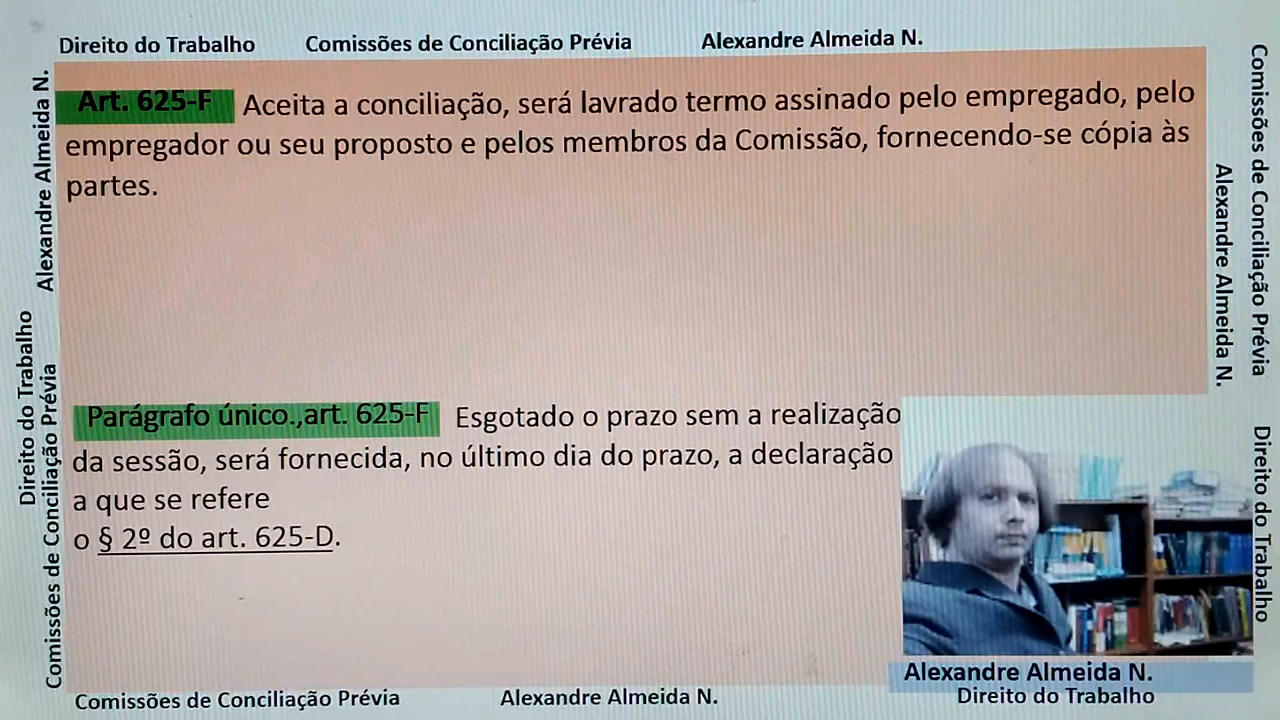 Direito do Trabalho Comissões de Conciliação Prévia Alexandre Almeida N.
Art. 625-F Aceita a conciliação, será lavrado termo assinado pelo empregado, pelo
empregador ou seu proposto e pelos membros da Comissão, fornecendo-se cópia às
partes.
Parágrafo único.,art. 625-F Esgotado o prazo sem a realização
da sessão, será fornecida, no último dia do prazo, a declaração
a que se refere
o § 2º do art. 625-D.
Alexandre Almeida N.
Direito do Trabalho
Comissões de Conciliação Prévia Alexandre Almeida N.
Alexandre Almeida N.
Direito do Trabalho
Comissões de Conciliação Prévia
Comissões de Conciliação Prévia
Alexandre Almeida N.
Direito do Trabalho